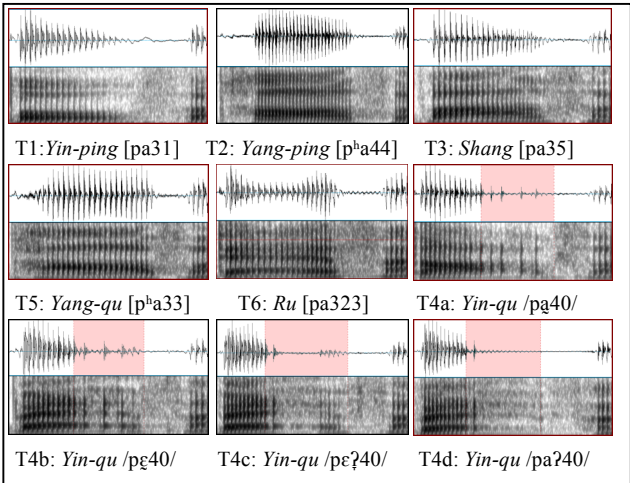 T1:Yin-ping [pa31] T2: Yang-ping [pʰa44] T3: Shang [pa35]
T5: Yang-qu [pʰa33] T6: Ru [pa323] T4a: Yin-qu /pa̰40/
T4b: Yin-qu /pɛ̰40/ T4c: Yin-qu /pɛʔ̣40/ T4d: Yin-qu /paʔ40/